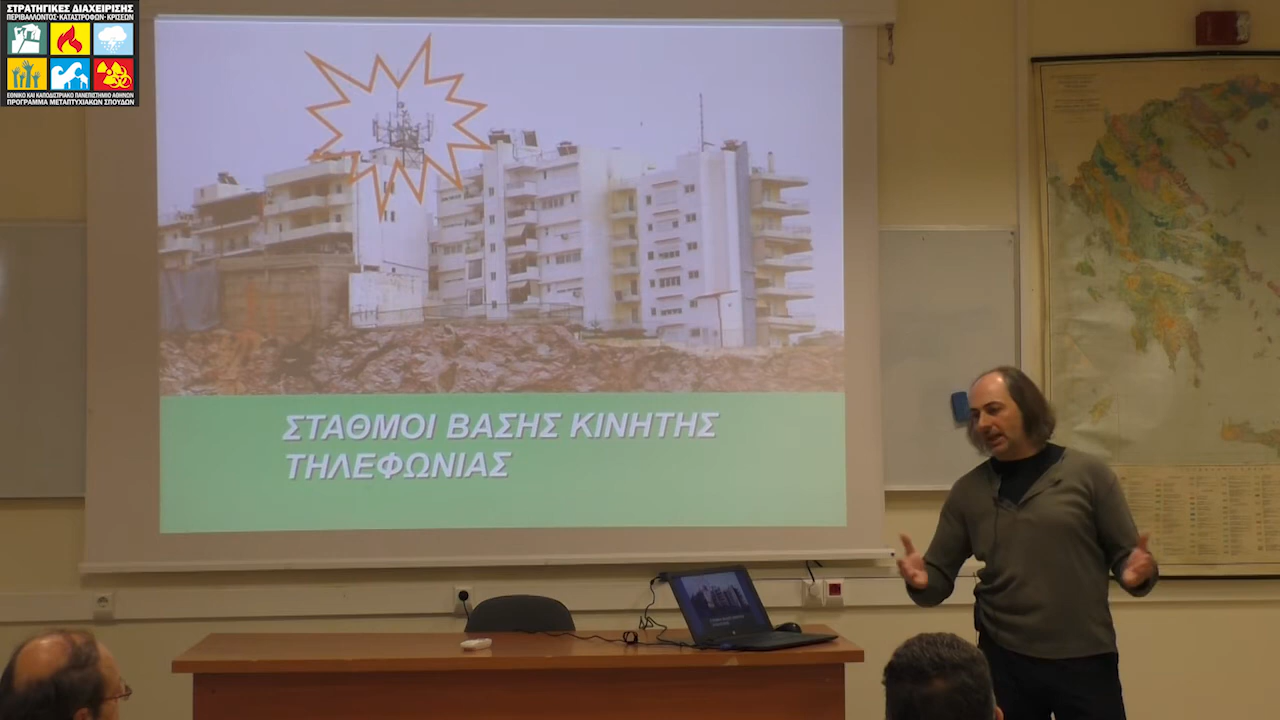 ΣΤΡΑΤΗΓΙΚΕΣ ΔΙΑΧΕΙΡΙΣΗΣ
ΠΕΡΙΒΑΛΛΟΝΤΟΣ·ΚΑΤΑΣΤΡΟΦΩΝ·ΚΡΙΣΕΩΝ
ΕΘΝΙΚΟ ΚΑΙ ΚΑΠΟΔΙΣΤΡΙΑΚΟ ΠΑΝΕΠΙΣΤΗΜΙΟ ΑΘΗΝΩΝ
ΠΡΟΓΡΑΜΜΑ ΜΕΤΑΠΤΥΧΙΑΚΩΝ ΣΠΟΥΔΩΝ
ΣΤΑΘΜΟΙ ΒΑΣΗΣ ΚΙΝΗΤΗΣ
ΤΗΛΕΦΩΝΙΑΣ